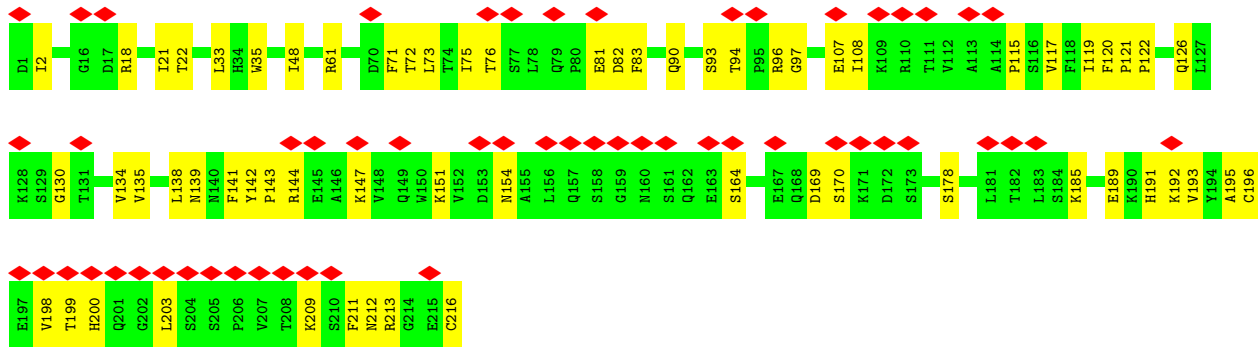 D1 I2 G16 D17 R18 I21 T22 L33 H34 W35 I48 R61 D70 F71 T72 L73 T74 I75 T76 S77 L78 Q79 P80 E81 D82 F83 Q90 S93 T94 P95 R96 G97 E107 I108 K109 R110 T111 V112 A113 A114 P115 S116 V117 F118 I119 F120 P121 P122 Q126 L127
K128 S129 G130 T131 V134 V135 L138 N139 N140 F141 Y142 P143 R144 E145 A146 K147 V148 Q149 W150 K151 V152 D153 N154 A155 L156 Q157 S158 G159 N160 S161 Q162 E163 S164 E167 Q168 D169 S170 K171 D172 S173 S178 L181 T182 L183 S184 K185 E189 K190 H191 K192 V193 Y194 A195 C196
E197 V198 T199 H200 Q201 G202 L203 S204 S205 P206 V207 T208 K209 S210 F211 N212 R213 G214 E215 C216